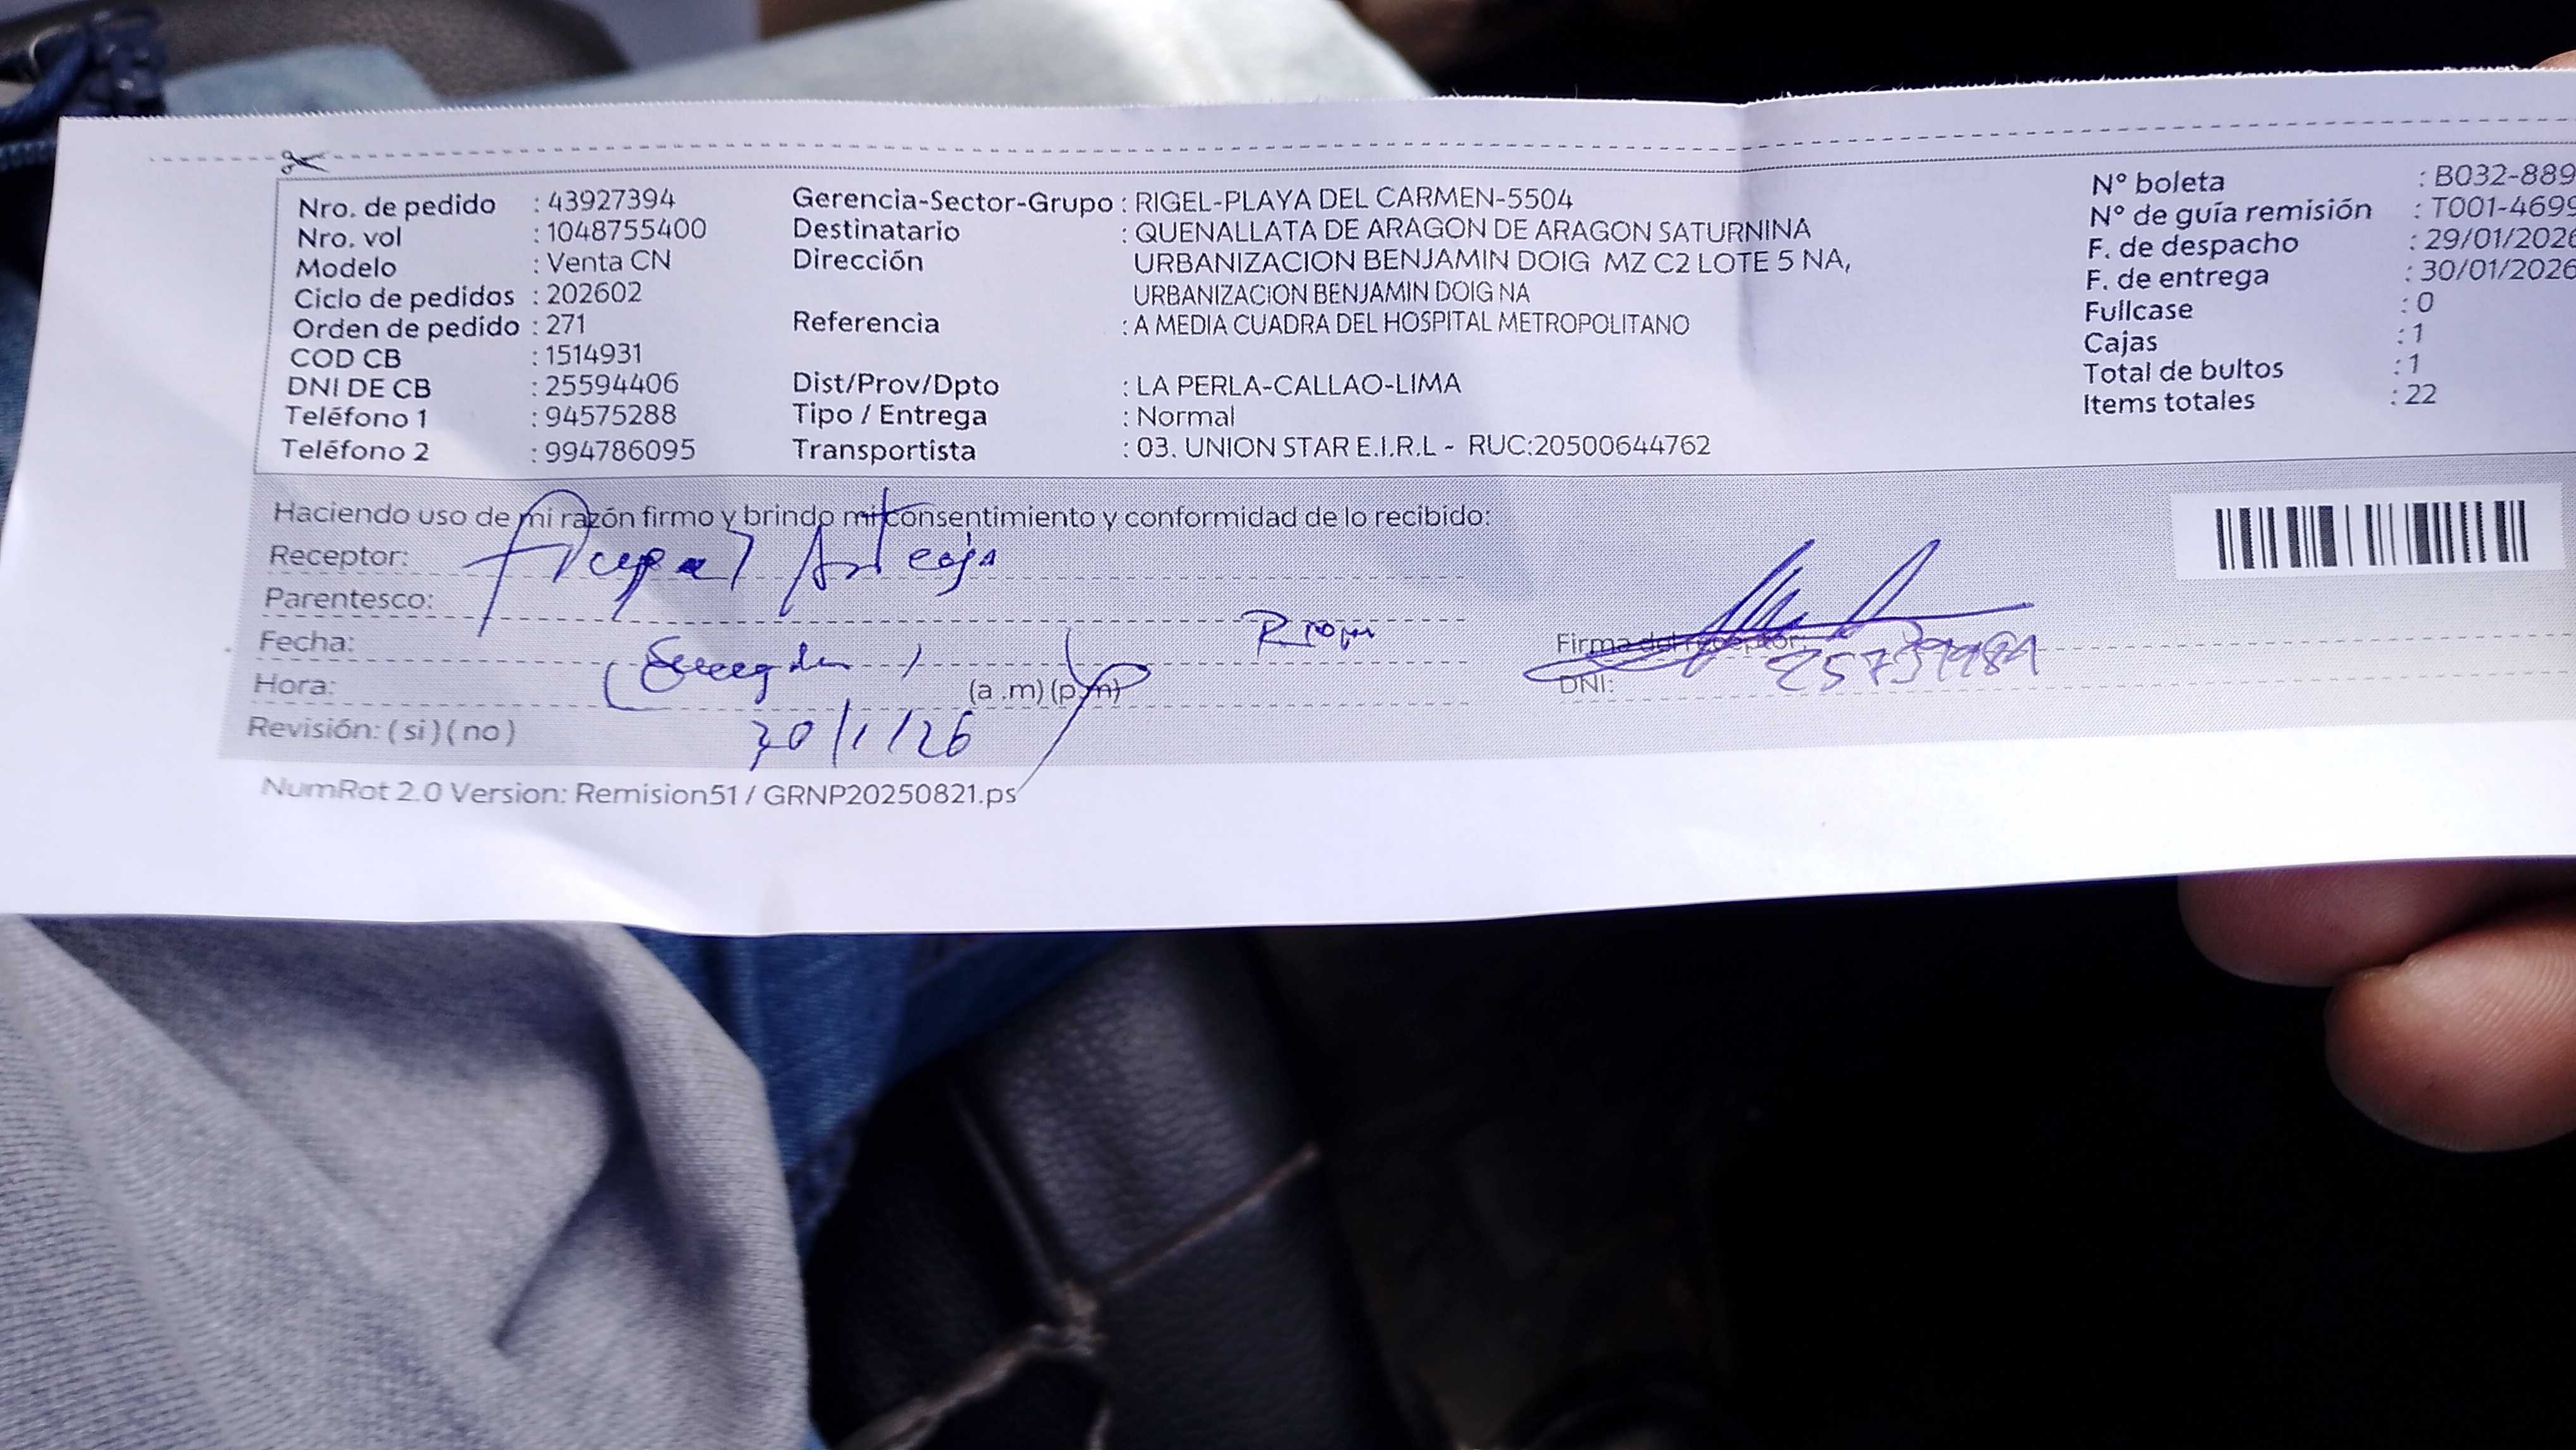 Nro. de pedido : 43927394
Nro. vol : 1048755400
Modelo : Venta CN
Ciclo de pedidos : 202602
Orden de pedido : 271
COD CB : 1514931
DNI DE CB : 25594406
Teléfono 1 : 94575288
Teléfono 2 : 994786095
Gerencia-Sector-Grupo : RIGEL-PLAYA DEL CARMEN-5504
Destinatario : QUENALLATA DE ARAGON DE ARAGON SATURNINA
Dirección URBANIZACION BENJAMIN DOIG MZ C2 LOTE 5 NA,
URBANIZACION BENJAMIN DOIG NA
Referencia : A MEDIA CUADRA DEL HOSPITAL METROPOLITANO
Dist/Prov/Dpto : LA PERLA-CALLAO-LIMA
Tipo / Entrega : Normal
Transportista : 03. UNION STAR E.I.R.L - RUC:20500644762
N° boleta : B032-889
N° de guía remisión : T001-4699
F. de despacho : 29/01/2026
F. de entrega : 30/01/2026
Fullcase : 0
Cajas : 1
Total de bultos : 1
Items totales : 22
Haciendo uso de mi razón firmo y brindo mi consentimiento y conformidad de lo recibido:
Receptor:
Parentesco:
Fecha:
Hora: (a .m) (p.m)
Revisión: ( si ) ( no ) 30/1/26
Firma del receptor:
DNI:
NumRot 2.0 Version: Remision51 / GRNP20250821.ps